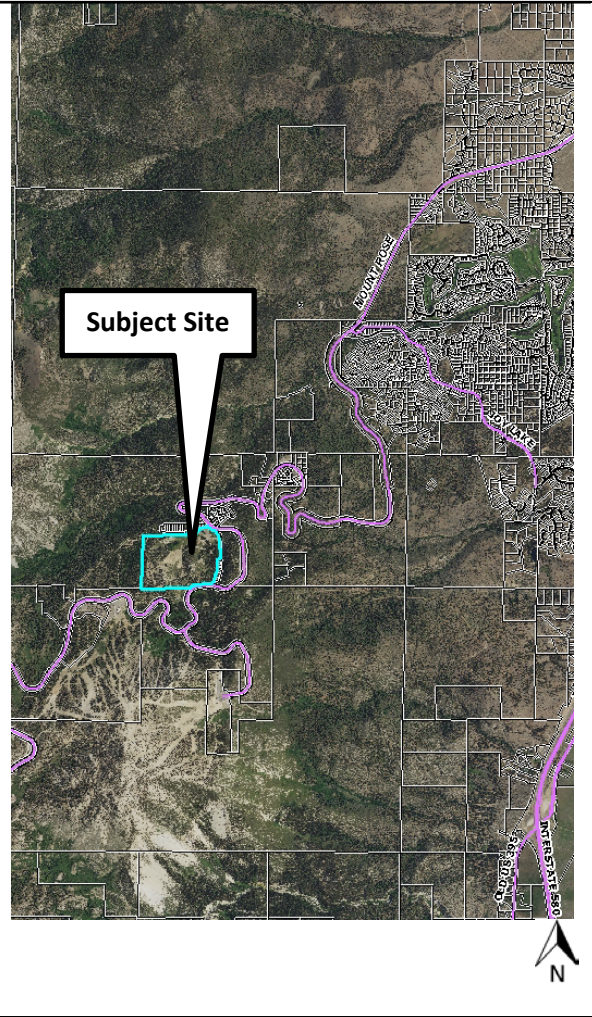 MOUNT ROSE
Subject Site
JOY LAKE
OLD US 395
INTERSTATE 580
N